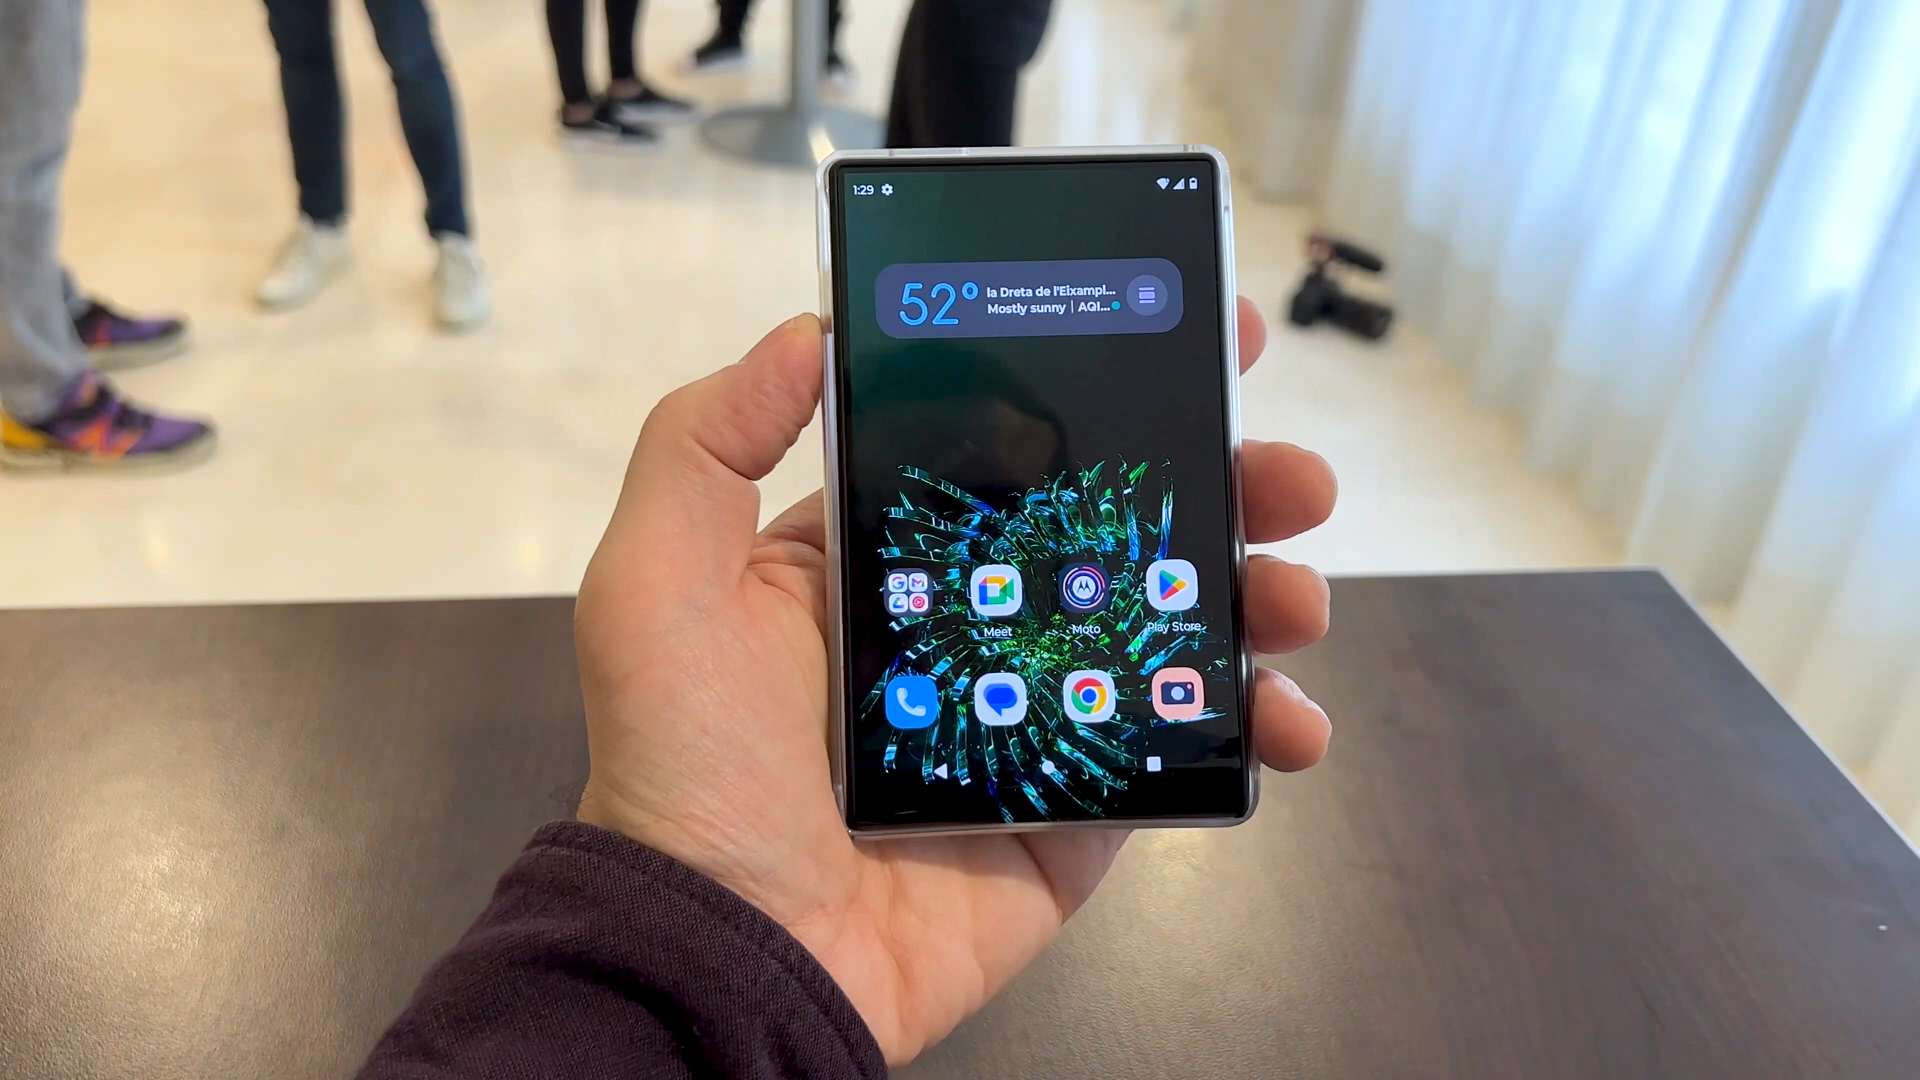 1:29
52°
la Dreta de l'Eixampl...
Mostly sunny | AQI...
Meet
Moto
Play Store